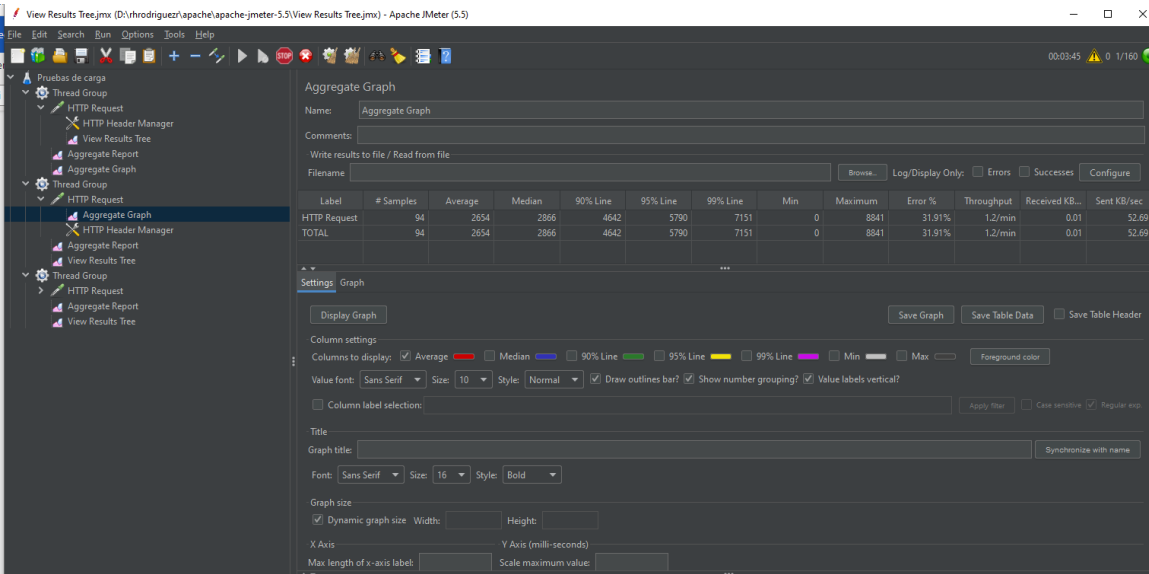 View Results Tree.jmx (D:\rhrodriguezr\apache\apache-jmeter-5.5\View Results Tree.jmx) - Apache JMeter (5.5)
File Edit Search Run Options Tools Help
STOP 00:03:45 0 1/160
Pruebas de carga
Thread Group
HTTP Request
HTTP Header Manager
View Results Tree
Aggregate Report
Aggregate Graph
Thread Group
HTTP Request
Aggregate Graph
HTTP Header Manager
Aggregate Report
View Results Tree
Thread Group
HTTP Request
Aggregate Report
View Results Tree
Aggregate Graph
Name: Aggregate Graph
Comments:
Write results to file / Read from file
Filename Browse... Log/Display Only: Errors Successes Configure
Label # Samples Average Median 90% Line 95% Line 99% Line Min Maximum Error % Throughput Received KB... Sent KB/sec
HTTP Request 94 2654 2866 4642 5790 7151 0 8841 31.91% 1.2/min 0.01 52.69
TOTAL 94 2654 2866 4642 5790 7151 0 8841 31.91% 1.2/min 0.01 52.69
Settings Graph
Display Graph Save Graph Save Table Data Save Table Header
Column settings
Columns to display: Average Median 90% Line 95% Line 99% Line Min Max Foreground color
Value font: Sans Serif Size: 10 Style: Normal Draw outlines bar? Show number grouping? Value labels vertical?
Column label selection: Apply filter Case sensitive Regular exp.
Title
Graph title: Synchronize with name
Font: Sans Serif Size: 16 Style: Bold
Graph size
Dynamic graph size Width: Height:
X Axis Y Axis (milli-seconds)
Max length of x-axis label: Scale maximum value: